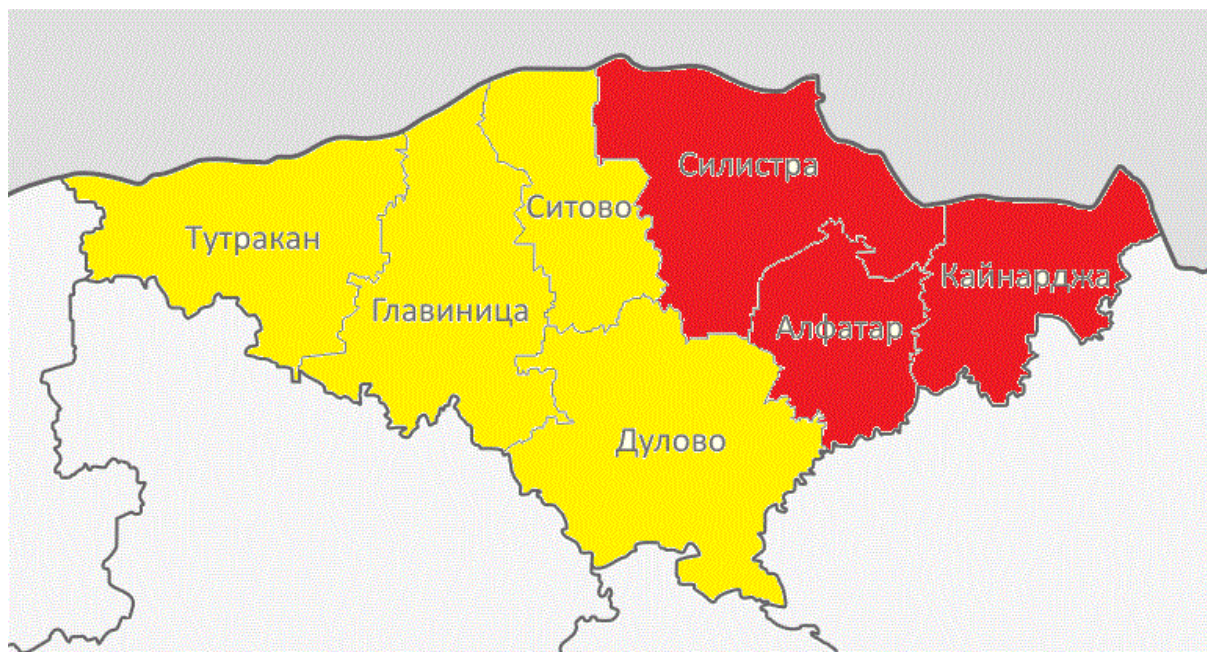 Силистра
Ситово
Тутракан
Кайнарджа
Главиница
Алфатар
Дулово